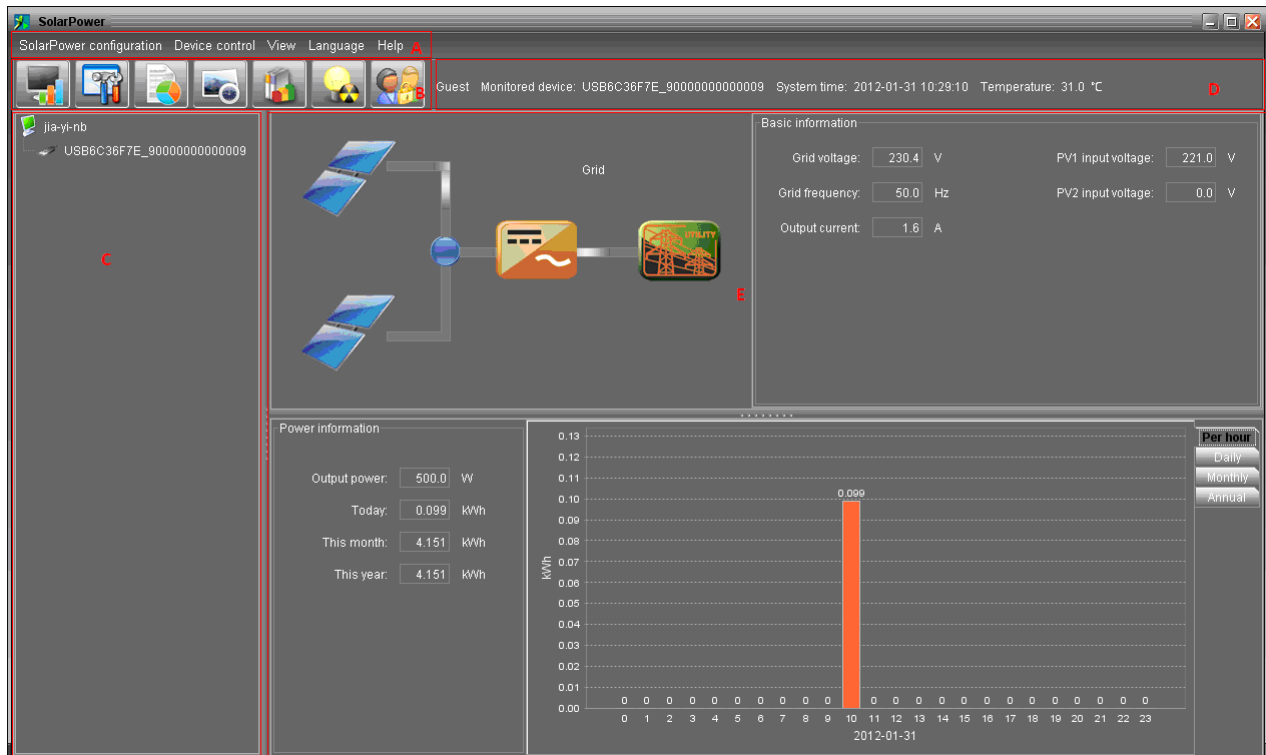 SolarPower
SolarPower configuration Device control View Language Help A
B
Guest Monitored device: USB6C36F7E_90000000000009 System time: 2012-01-31 10:29:10 Temperature: 31.0 °C D
jia-yi-nb
USB6C36F7E_90000000000009
C
Grid
UTILITY
E
Basic information
Grid voltage: 230.4 V
PV1 input voltage: 221.0 V
Grid frequency: 50.0 Hz
PV2 input voltage: 0.0 V
Output current: 1.6 A
Power information
Output power: 500.0 W
Today: 0.099 kWh
This month: 4.151 kWh
This year: 4.151 kWh
kWh
0.13
0.12
0.11
0.10
0.09
0.08
0.07
0.06
0.05
0.04
0.03
0.02
0.01
0.00
0.099
0 0 0 0 0 0 0 0 0 0 0 0 0 0 0 0 0 0 0 0 0 0 0
0 1 2 3 4 5 6 7 8 9 10 11 12 13 14 15 16 17 18 19 20 21 22 23
2012-01-31
Per hour
Daily
Monthly
Annual